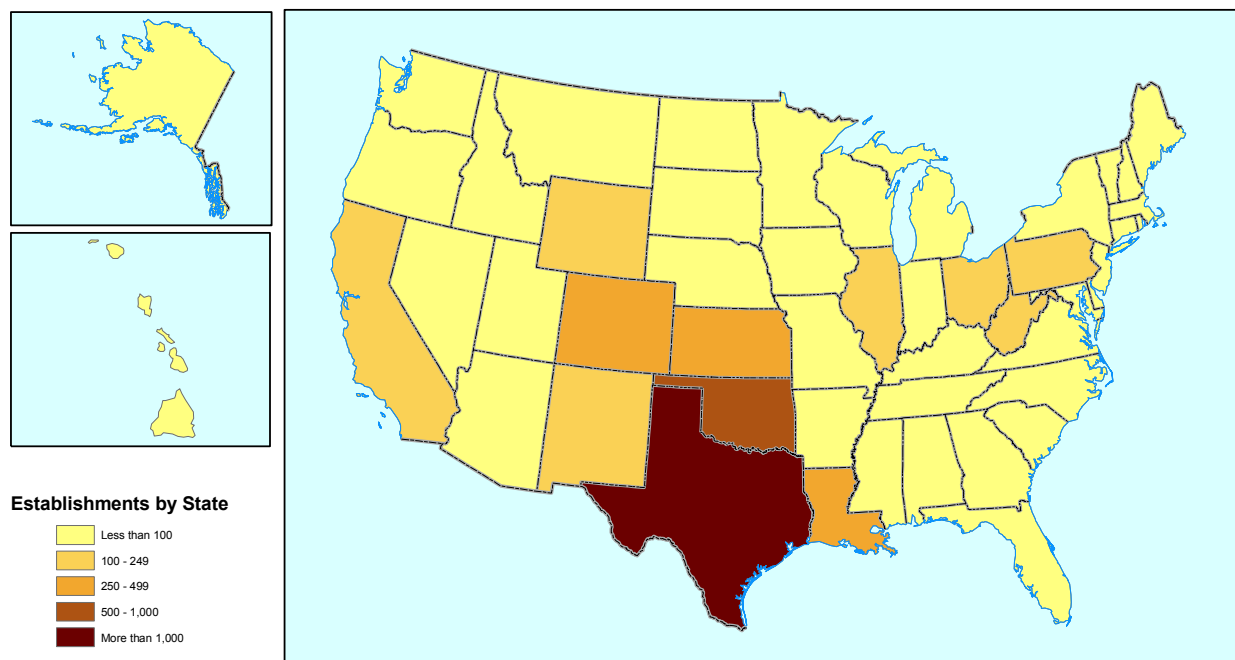 Establishments by State
Less than 100
100 - 249
250 - 499
500 - 1,000
More than 1,000